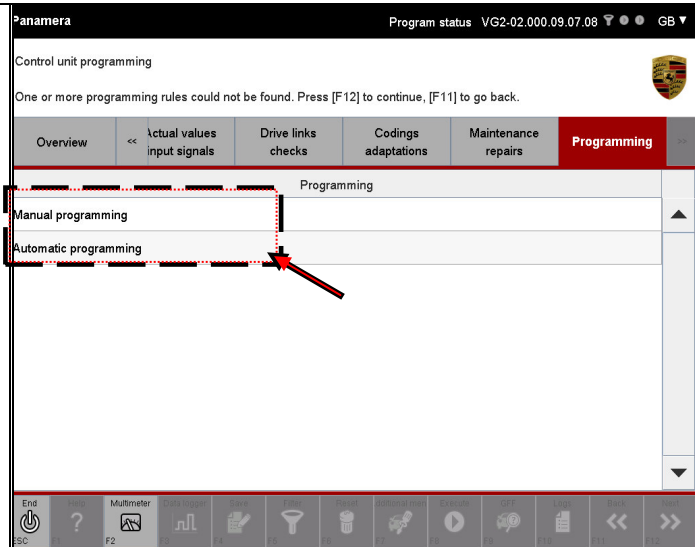 Panamera
Program status VG2-02.000.09.07.08
GB
Control unit programming
One or more programming rules could not be found. Press [F12] to continue, [F11] to go back.
Overview
<<
Actual values
input signals
Drive links
checks
Codings
adaptations
Maintenance
repairs
Programming
>>
Programming
Manual programming
Automatic programming
End
ESC
Help
F1
Multimeter
F2
Data logger
F3
Save
F4
Filter
F5
Reset
F6
F7
Execute
F8
GFF
F9
Logs
F10
Back
F11
Next
F12